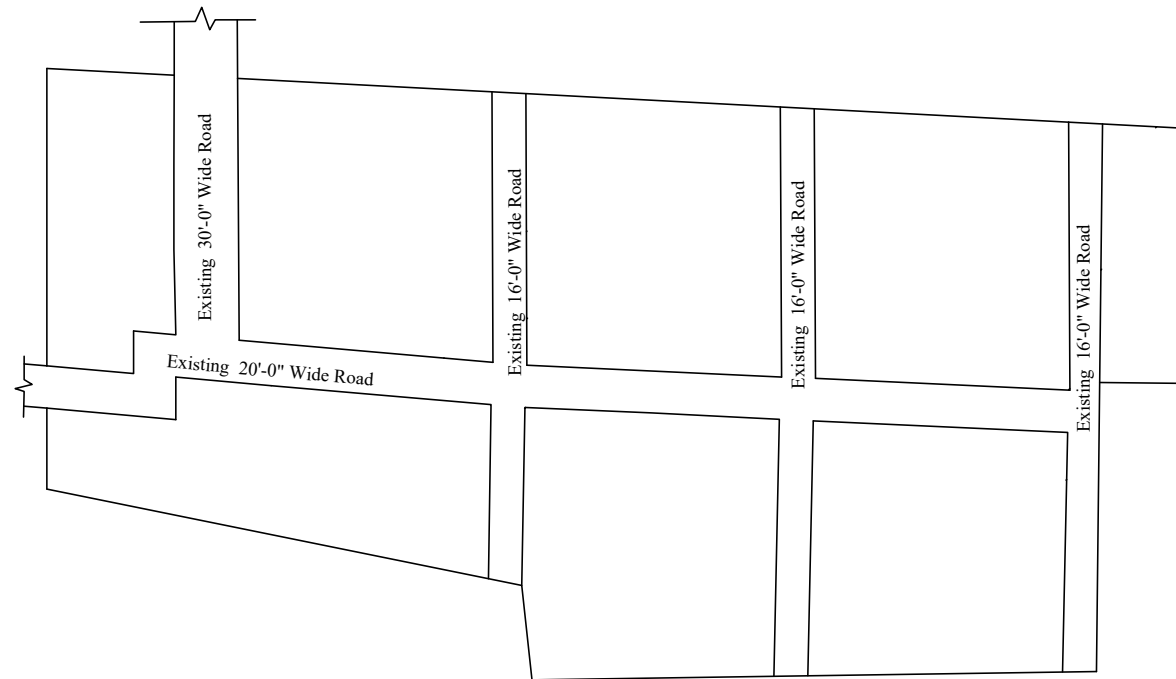 Existing 30'-0" Wide Road
Existing 20'-0" Wide Road
Existing 16'-0" Wide Road
Existing 16'-0" Wide Road
Existing 16'-0" Wide Road